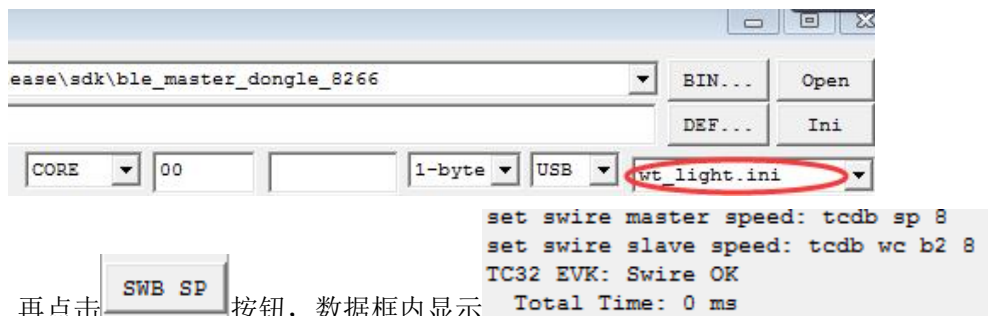 ease\sdk\ble_master_dongle_8266 BIN... Open
DEF... Ini
CORE 00 1-byte USB wt_light.ini
set swire master speed: tcdb sp 8
set swire slave speed: tcdb wc b2 8
TC32 EVK: Swire OK
Total Time: 0 ms
再点击 SWB SP 按钮，数据框内显示